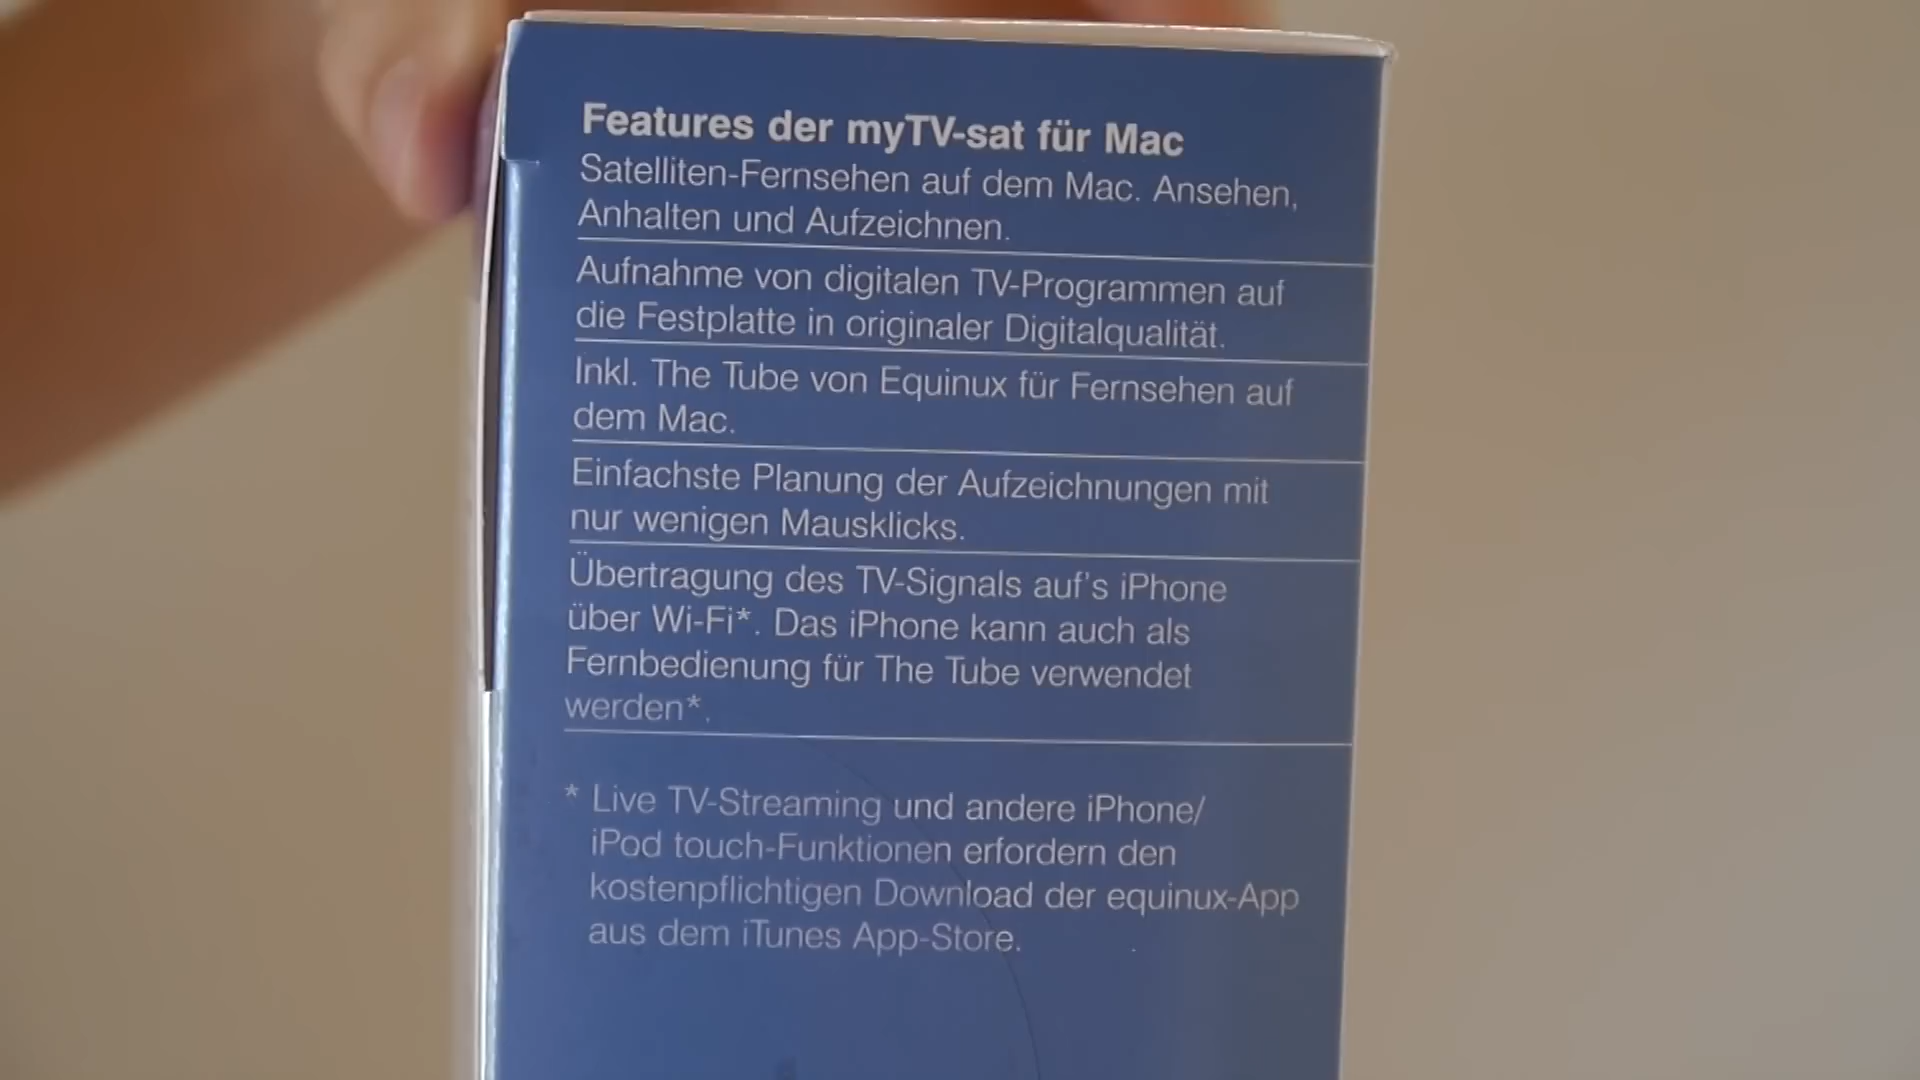 Features der myTV-sat für Mac
Satelliten-Fernsehen auf dem Mac. Ansehen,
Anhalten und Aufzeichnen.
Aufnahme von digitalen TV-Programmen auf
die Festplatte in originaler Digitalqualität.
Inkl. The Tube von Equinux für Fernsehen auf
dem Mac.
Einfachste Planung der Aufzeichnungen mit
nur wenigen Mausklicks.
Übertragung des TV-Signals auf's iPhone
über Wi-Fi*. Das iPhone kann auch als
Fernbedienung für The Tube verwendet
werden*.
* Live TV-Streaming und andere iPhone/
iPod touch-Funktionen erfordern den
kostenpflichtigen Download der equinux-App
aus dem iTunes App-Store.